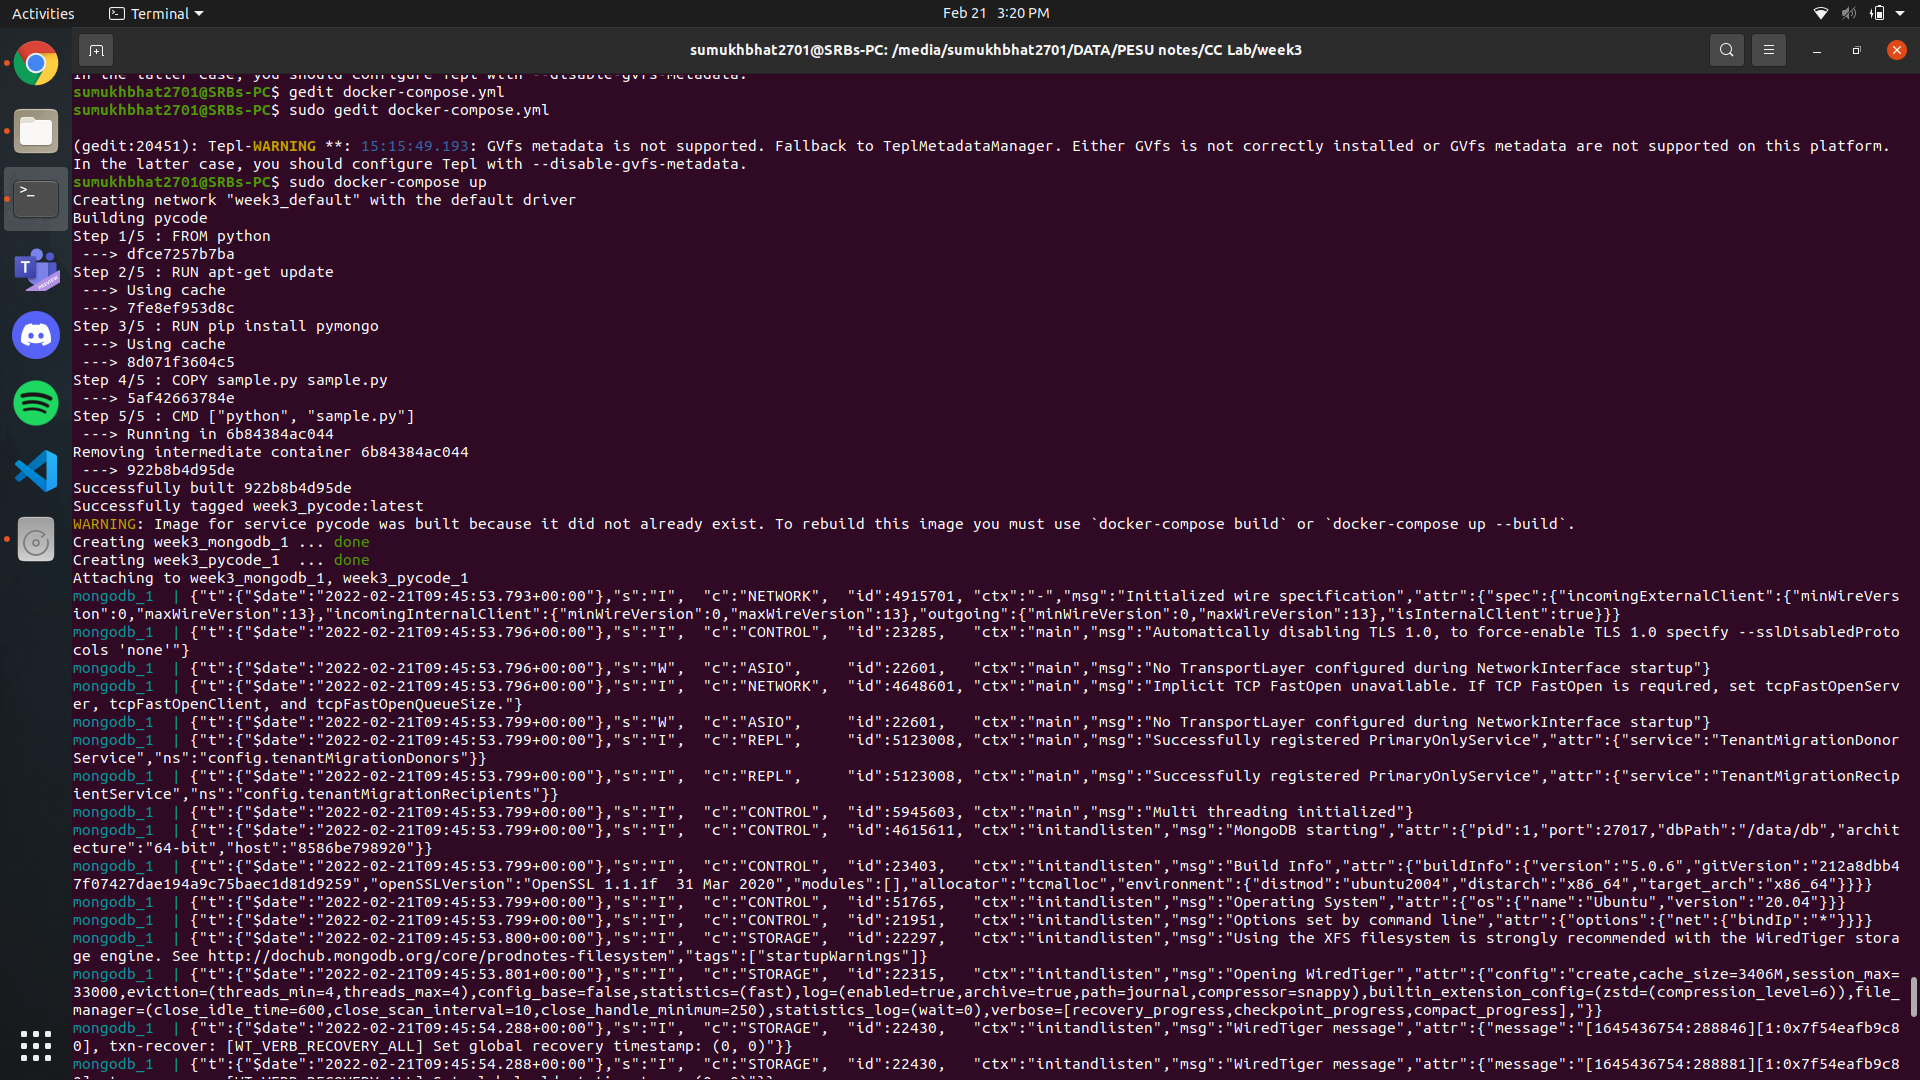 Activities
Terminal
Feb 21 3:20 PM
sumukhbhat2701@SRBs-PC: /media/sumukhbhat2701/DATA/PESU notes/CC Lab/week3
In the latter case, you should configure Tepl with --disable-gvfs-metadata.
sumukhbhat2701@SRBs-PC$ gedit docker-compose.yml
sumukhbhat2701@SRBs-PC$ sudo gedit docker-compose.yml
(gedit:20451): Tepl-WARNING **: 15:15:49.193: GVfs metadata is not supported. Fallback to TeplMetadataManager. Either GVfs is not correctly installed or GVfs metadata are not supported on this platform.
In the latter case, you should configure Tepl with --disable-gvfs-metadata.
sumukhbhat2701@SRBs-PC$ sudo docker-compose up
Creating network "week3_default" with the default driver
Building pycode
Step 1/5 : FROM python
 ---> dfce7257b7ba
Step 2/5 : RUN apt-get update
 ---> Using cache
 ---> 7fe8ef953d8c
Step 3/5 : RUN pip install pymongo
 ---> Using cache
 ---> 8d071f3604c5
Step 4/5 : COPY sample.py sample.py
 ---> 5af42663784e
Step 5/5 : CMD ["python", "sample.py"]
 ---> Running in 6b84384ac044
Removing intermediate container 6b84384ac044
 ---> 922b8b4d95de
Successfully built 922b8b4d95de
Successfully tagged week3_pycode:latest
WARNING: Image for service pycode was built because it did not already exist. To rebuild this image you must use `docker-compose build` or `docker-compose up --build`.
Creating week3_mongodb_1 ... done
Creating week3_pycode_1  ... done
Attaching to week3_mongodb_1, week3_pycode_1
mongodb_1  | {"t":{"$date":"2022-02-21T09:45:53.793+00:00"},"s":"I",  "c":"NETWORK",  "id":4915701, "ctx":"-","msg":"Initialized wire specification","attr":{"spec":{"incomingExternalClient":{"minWireVers
ion":0,"maxWireVersion":13},"incomingInternalClient":{"minWireVersion":0,"maxWireVersion":13},"outgoing":{"minWireVersion":0,"maxWireVersion":13},"isInternalClient":true}}}
mongodb_1  | {"t":{"$date":"2022-02-21T09:45:53.796+00:00"},"s":"I",  "c":"CONTROL",  "id":23285,   "ctx":"main","msg":"Automatically disabling TLS 1.0, to force-enable TLS 1.0 specify --sslDisabledProto
cols 'none'"}
mongodb_1  | {"t":{"$date":"2022-02-21T09:45:53.796+00:00"},"s":"W",  "c":"ASIO",     "id":22601,   "ctx":"main","msg":"No TransportLayer configured during NetworkInterface startup"}
mongodb_1  | {"t":{"$date":"2022-02-21T09:45:53.796+00:00"},"s":"I",  "c":"NETWORK",  "id":4648601, "ctx":"main","msg":"Implicit TCP FastOpen unavailable. If TCP FastOpen is required, set tcpFastOpenServ
er, tcpFastOpenClient, and tcpFastOpenQueueSize."}
mongodb_1  | {"t":{"$date":"2022-02-21T09:45:53.799+00:00"},"s":"W",  "c":"ASIO",     "id":22601,   "ctx":"main","msg":"No TransportLayer configured during NetworkInterface startup"}
mongodb_1  | {"t":{"$date":"2022-02-21T09:45:53.799+00:00"},"s":"I",  "c":"REPL",     "id":5123008, "ctx":"main","msg":"Successfully registered PrimaryOnlyService","attr":{"service":"TenantMigrationDonor
Service","ns":"config.tenantMigrationDonors"}}
mongodb_1  | {"t":{"$date":"2022-02-21T09:45:53.799+00:00"},"s":"I",  "c":"REPL",     "id":5123008, "ctx":"main","msg":"Successfully registered PrimaryOnlyService","attr":{"service":"TenantMigrationRecip
ientService","ns":"config.tenantMigrationRecipients"}}
mongodb_1  | {"t":{"$date":"2022-02-21T09:45:53.799+00:00"},"s":"I",  "c":"CONTROL",  "id":5945603, "ctx":"main","msg":"Multi threading initialized"}
mongodb_1  | {"t":{"$date":"2022-02-21T09:45:53.799+00:00"},"s":"I",  "c":"CONTROL",  "id":4615611, "ctx":"initandlisten","msg":"MongoDB starting","attr":{"pid":1,"port":27017,"dbPath":"/data/db","archit
ecture":"64-bit","host":"8586be798920"}}
mongodb_1  | {"t":{"$date":"2022-02-21T09:45:53.799+00:00"},"s":"I",  "c":"CONTROL",  "id":23403,   "ctx":"initandlisten","msg":"Build Info","attr":{"buildInfo":{"version":"5.0.6","gitVersion":"212a8dbb4
7f07427dae194a9c75baec1d81d9259","openSSLVersion":"OpenSSL 1.1.1f  31 Mar 2020","modules":[],"allocator":"tcmalloc","environment":{"distmod":"ubuntu2004","distarch":"x86_64","target_arch":"x86_64"}}}}
mongodb_1  | {"t":{"$date":"2022-02-21T09:45:53.799+00:00"},"s":"I",  "c":"CONTROL",  "id":51765,   "ctx":"initandlisten","msg":"Operating System","attr":{"os":{"name":"Ubuntu","version":"20.04"}}}
mongodb_1  | {"t":{"$date":"2022-02-21T09:45:53.799+00:00"},"s":"I",  "c":"CONTROL",  "id":21951,   "ctx":"initandlisten","msg":"Options set by command line","attr":{"options":{"net":{"bindIp":"*"}}}}
mongodb_1  | {"t":{"$date":"2022-02-21T09:45:53.800+00:00"},"s":"I",  "c":"STORAGE",  "id":22297,   "ctx":"initandlisten","msg":"Using the XFS filesystem is strongly recommended with the WiredTiger stora
ge engine. See http://dochub.mongodb.org/core/prodnotes-filesystem","tags":["startupWarnings"]}
mongodb_1  | {"t":{"$date":"2022-02-21T09:45:53.801+00:00"},"s":"I",  "c":"STORAGE",  "id":22315,   "ctx":"initandlisten","msg":"Opening WiredTiger","attr":{"config":"create,cache_size=3406M,session_max=
33000,eviction=(threads_min=4,threads_max=4),config_base=false,statistics=(fast),log=(enabled=true,archive=true,path=journal,compressor=snappy),builtin_extension_config=(zstd=(compression_level=6)),file_
manager=(close_idle_time=600,close_scan_interval=10,close_handle_minimum=250),statistics_log=(wait=0),verbose=[recovery_progress,checkpoint_progress,compact_progress],"}}
mongodb_1  | {"t":{"$date":"2022-02-21T09:45:54.288+00:00"},"s":"I",  "c":"STORAGE",  "id":22430,   "ctx":"initandlisten","msg":"WiredTiger message","attr":{"message":"[1645436754:288846][1:0x7f54eafb9c8
0], txn-recover: [WT_VERB_RECOVERY_ALL] Set global recovery timestamp: (0, 0)"}}
mongodb_1  | {"t":{"$date":"2022-02-21T09:45:54.288+00:00"},"s":"I",  "c":"STORAGE",  "id":22430,   "ctx":"initandlisten","msg":"WiredTiger message","attr":{"message":"[1645436754:288881][1:0x7f54eafb9c8